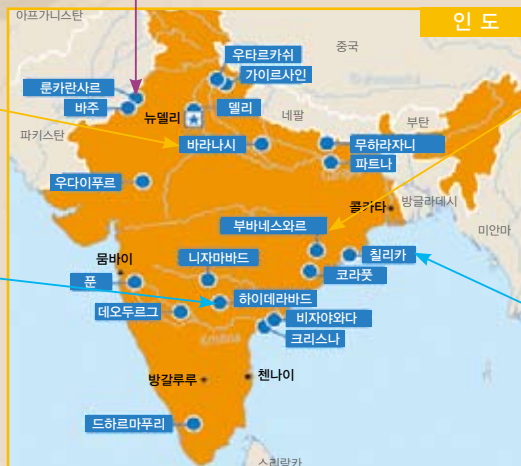 아프가니스탄
인 도
중국
우타르카쉬
가이르사인
룬카란사르
바주
뉴델리
델리
네팔
부탄
파키스탄
바라나시
무하라자니
파트나
우다이푸르
콜카타
방글라데시
부바네스와르
미얀마
뭄바이
니자마바드
칠리카
푼
코라풋
하이데라바드
데오두르그
비자야와다
크리스나
방갈루루
첸나이
드하르마푸리
스리랑카